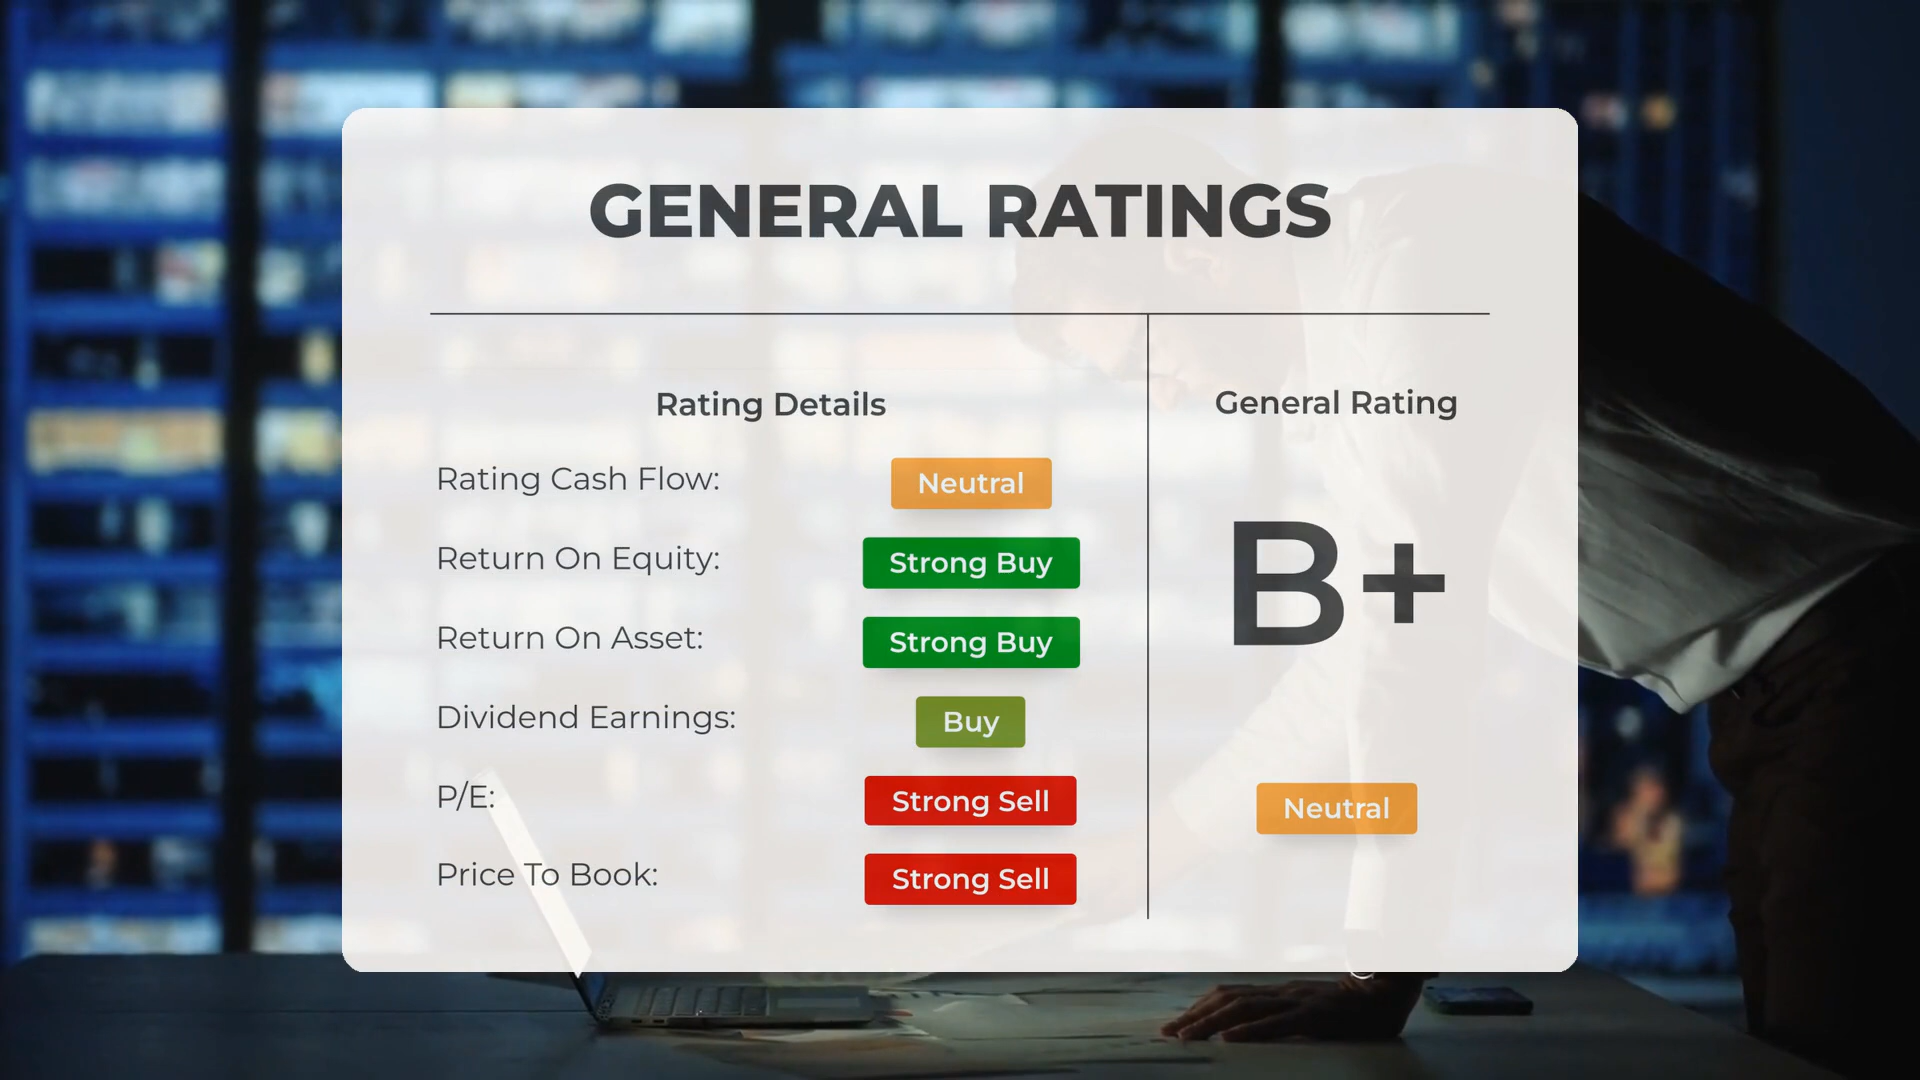 GENERAL RATINGS
Rating Details
Rating Cash Flow: Neutral
Return On Equity: Strong Buy
Return On Asset: Strong Buy
Dividend Earnings: Buy
P/E: Strong Sell
Price To Book: Strong Sell
General Rating
B+
Neutral